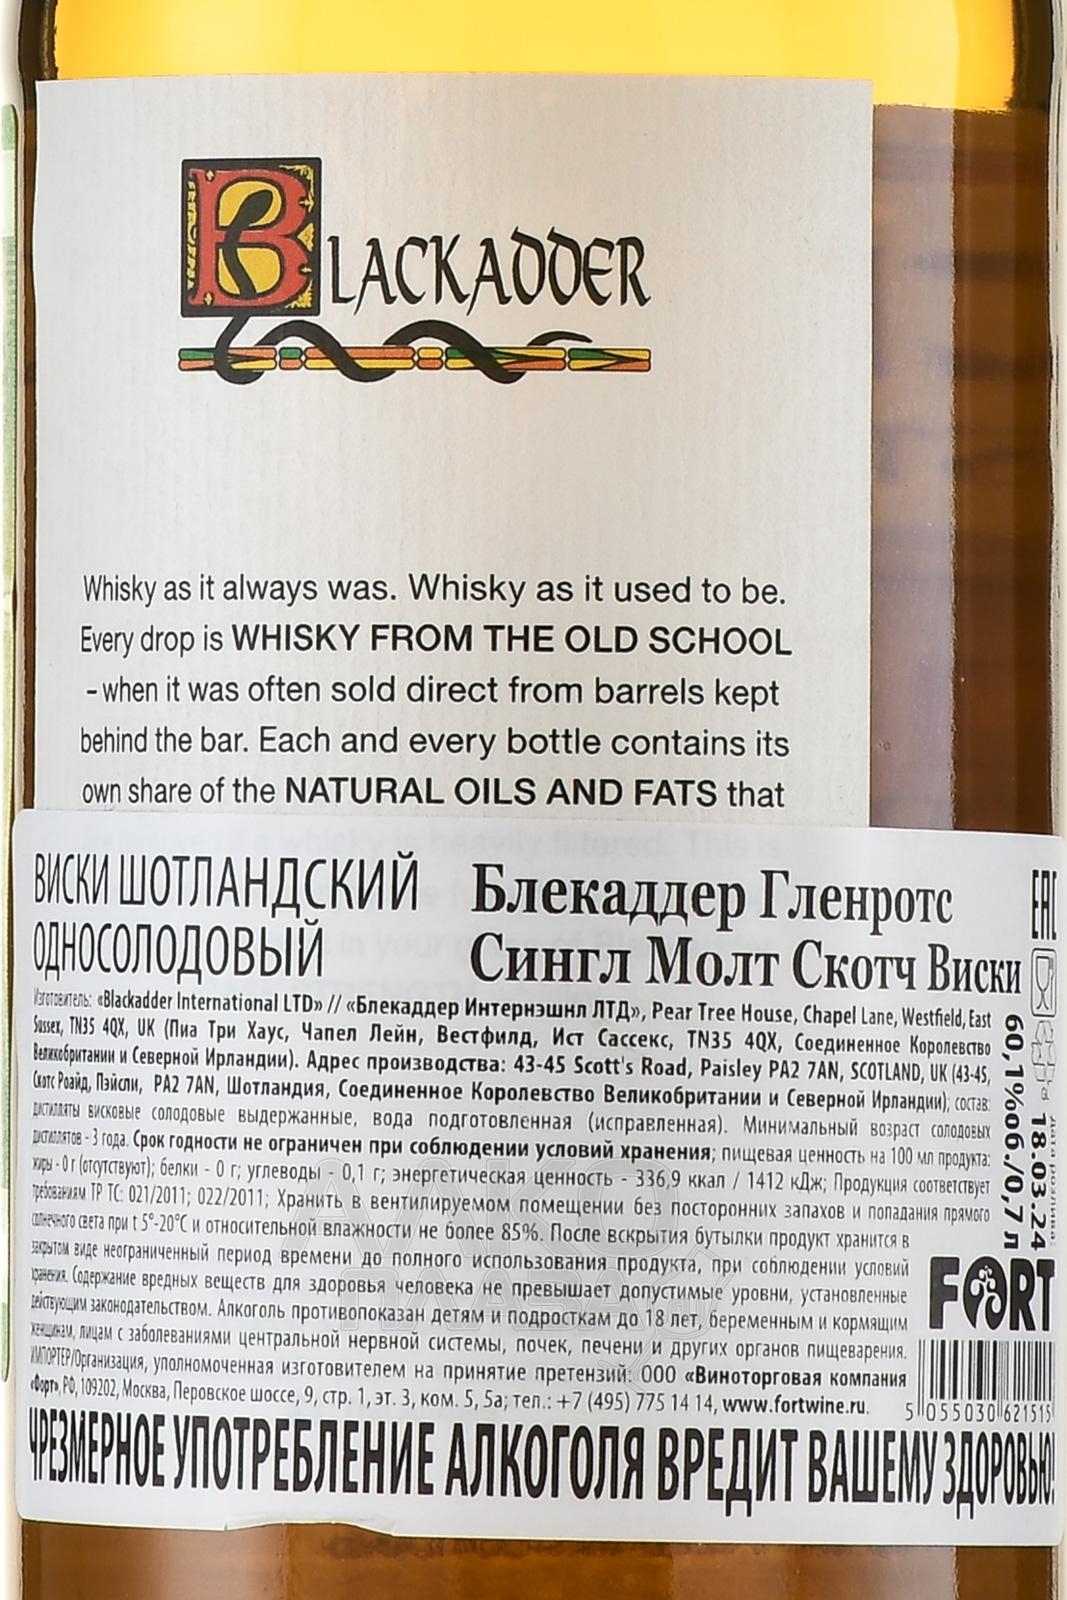 BLACKADDER
Whisky as it always was. Whisky as it used to be.
Every drop is WHISKY FROM THE OLD SCHOOL
- when it was often sold direct from barrels kept
behind the bar. Each and every bottle contains its
own share of the NATURAL OILS AND FATS that
ВИСКИ ШОТЛАНДСКИЙ
ОДНОСОЛОДОВЫЙ
Блекаддер Гленротс
Сингл Молт Скотч Виски
Изготовитель: «Blackadder International LTD» // «Блекаддер Интернэшнл ЛТД», Pear Tree House, Chapel Lane, Westfield, East
Sussex, TN35 4QX, UK (Пиа Три Хаус, Чапел Лейн, Вестфилд, Ист Сассекс, TN35 4QX, Соединенное Королевство
Великобритании и Северной Ирландии). Адрес производства: 43-45 Scott's Road, Paisley PA2 7AN, SCOTLAND, UK (43-45,
Скотс Роайд, Пэйсли, PA2 7AN, Шотландия, Соединенное Королевство Великобритании и Северной Ирландии); состав:
дистилляты висковые солодовые выдержанные, вода подготовленная (исправленная). Минимальный возраст солодовых
дистиллятов - 3 года. Срок годности не ограничен при соблюдении условий хранения; пищевая ценность на 100 мл продукта:
жиры - 0 г (отсутствуют); белки - 0 г; углеводы - 0,1 г; энергетическая ценность - 336,9 ккал / 1412 кДж; Продукция соответствует
требованиям ТР ТС: 021/2011; 022/2011; Хранить в вентилируемом помещении без посторонних запахов и попадания прямого
солнечного света при t 5°-20°С и относительной влажности не более 85%. После вскрытия бутылки продукт хранится в
закрытом виде неограниченный период времени до полного использования продукта, при соблюдении условий
хранения. Содержание вредных веществ для здоровья человека не превышает допустимые уровни, установленные
действующим законодательством. Алкоголь противопоказан детям и подросткам до 18 лет, беременным и кормящим
женщинам, лицам с заболеваниями центральной нервной системы, почек, печени и других органов пищеварения.
ИМПОРТЕР/Организация, уполномоченная изготовителем на принятие претензий: ООО «Виноторговая компания
«Форт», РФ, 109202, Москва, Перовское шоссе, 9, стр. 1, эт. 3, ком. 5, 5а; тел.: +7 (495) 775 14 14, www.fortwine.ru.
ЧРЕЗМЕРНОЕ УПОТРЕБЛЕНИЕ АЛКОГОЛЯ ВРЕДИТ ВАШЕМУ ЗДОРОВЬЮ!
EAC
GL
60,1%об./0,7 л
Дата розлива:
18.03.24
FORT
5 055030 621515